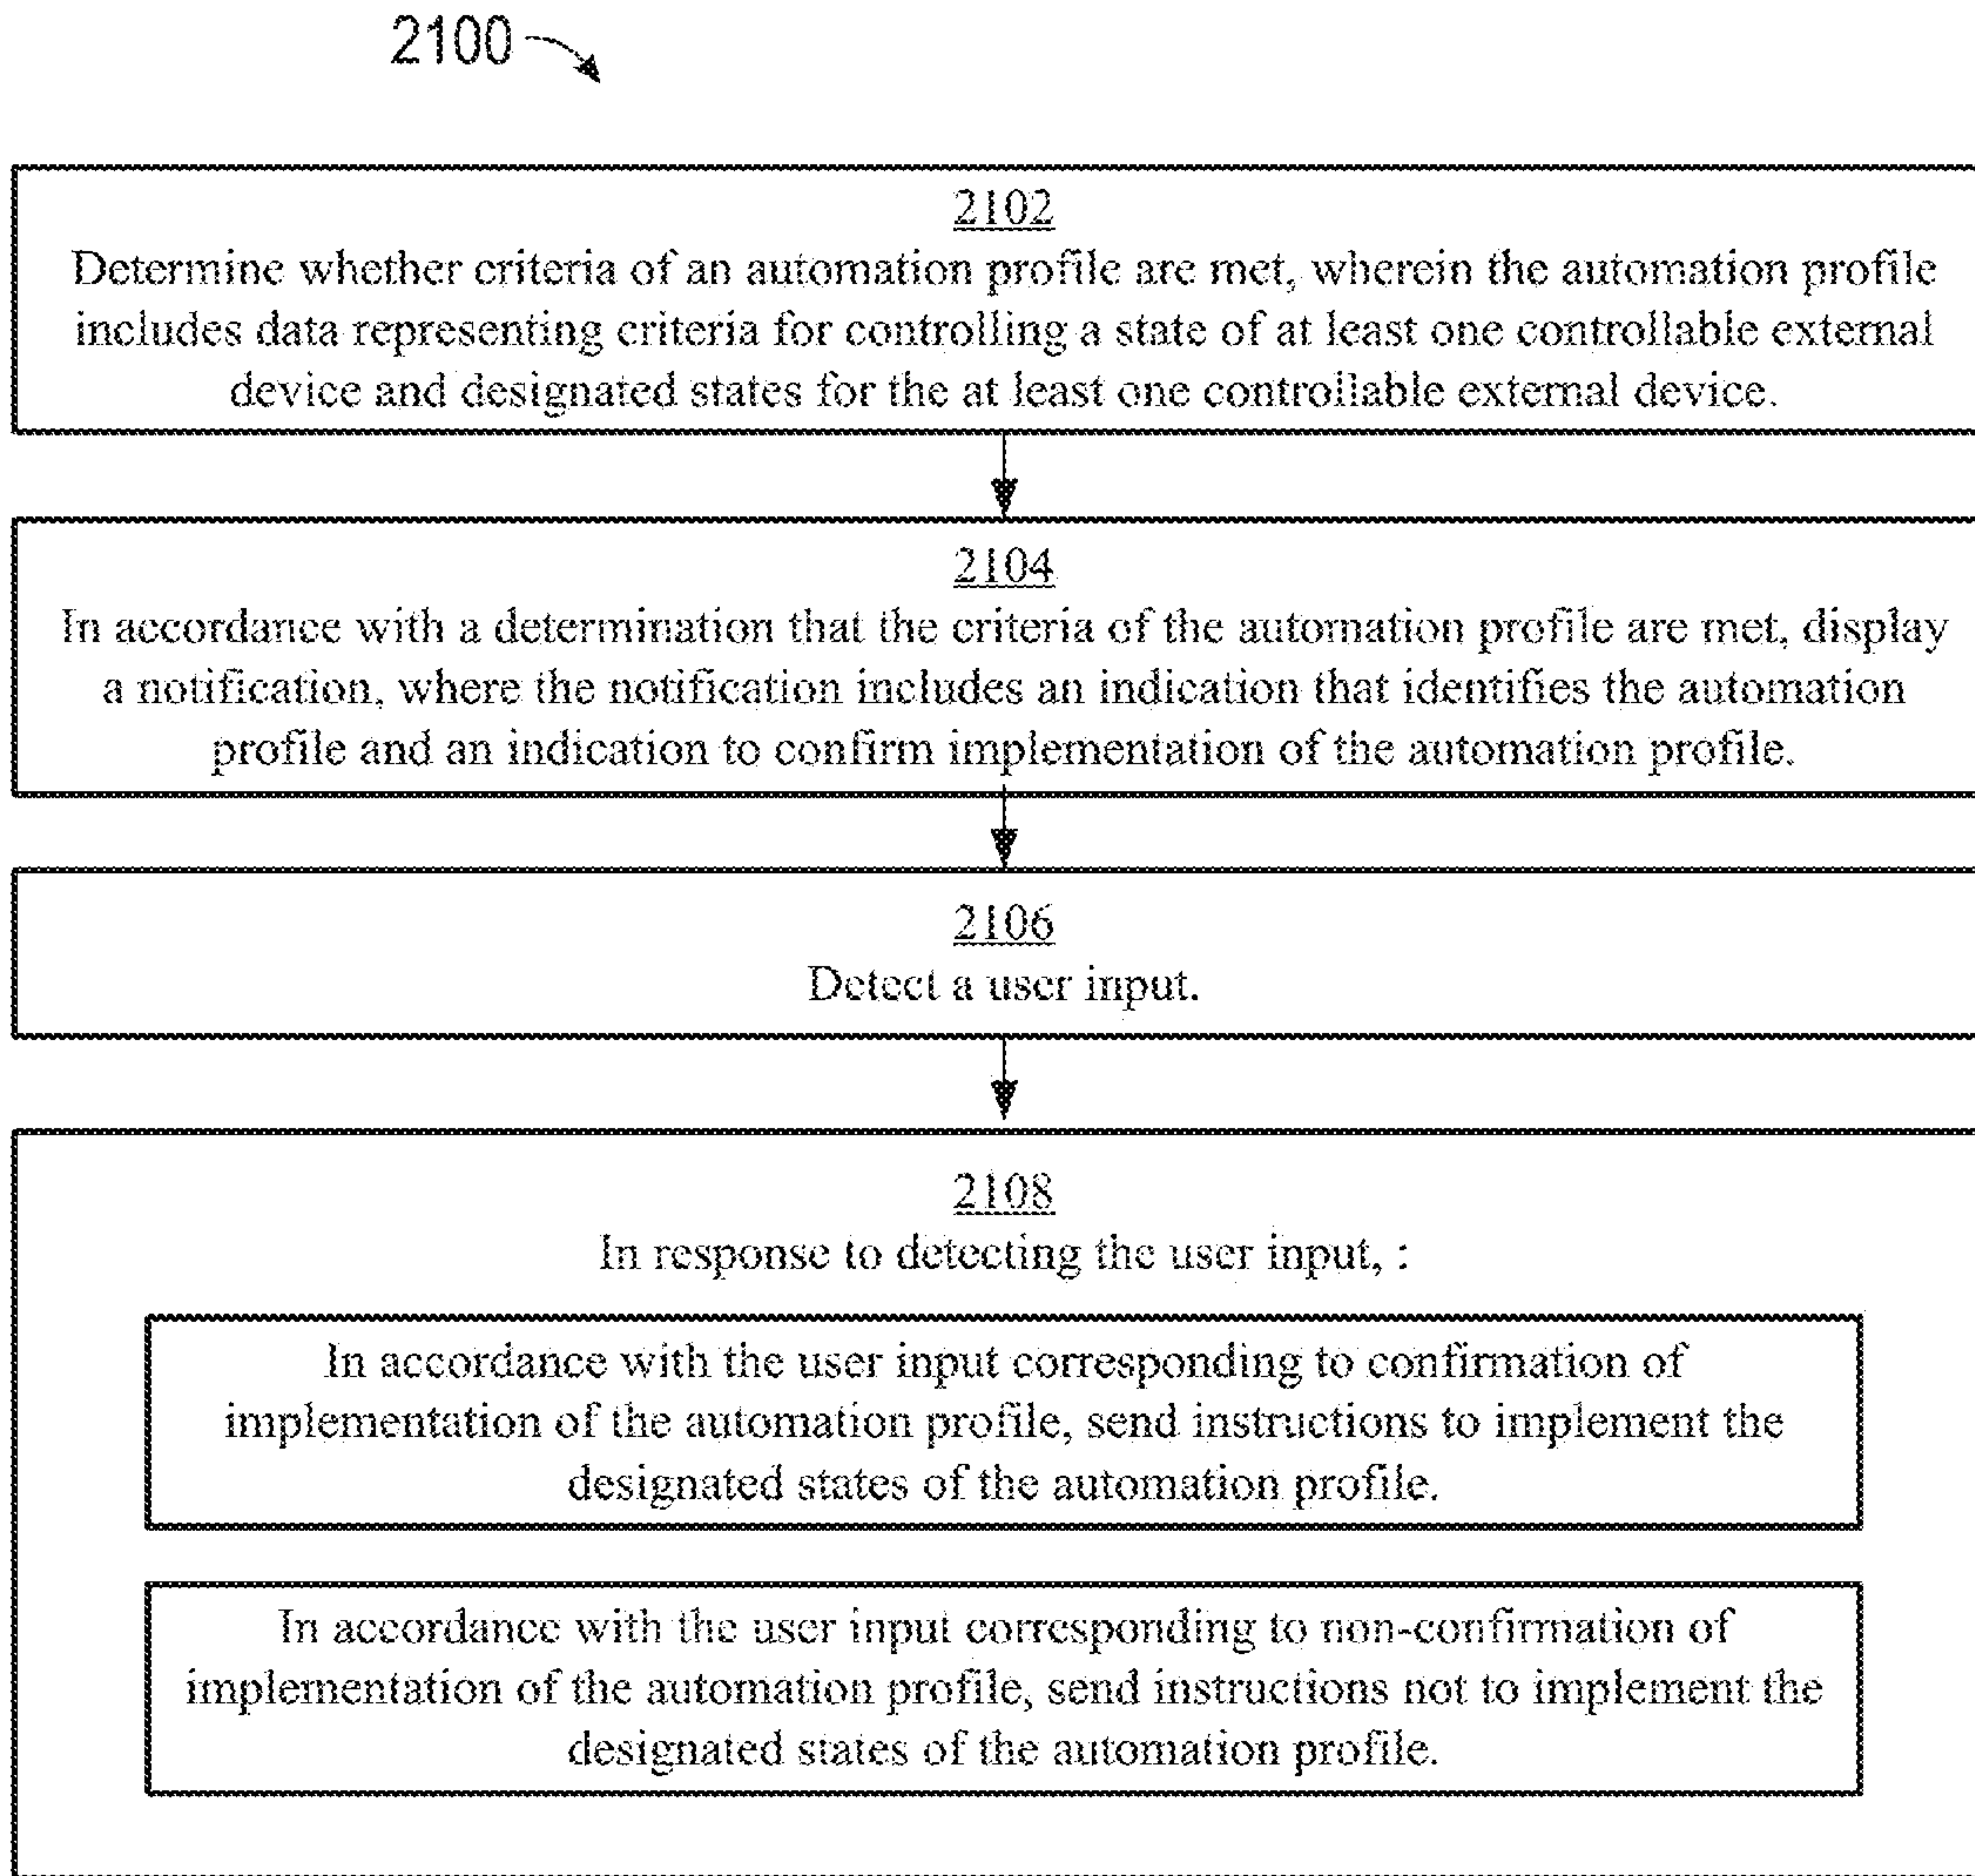 2100
2102
Determine whether criteria of an automation profile are met, wherein the automation profile
includes data representing criteria for controlling a state of at least one controllable external
device and designated states for the at least one controllable external device.
2104
In accordance with a determination that the criteria of the automation profile are met, display
a notification, where the notification includes an indication that identifies the automation
profile and an indication to confirm implementation of the automation profile.
2106
Detect a user input.
2108
In response to detecting the user input, :
In accordance with the user input corresponding to confirmation of
implementation of the automation profile, send instructions to implement the
designated states of the automation profile.
In accordance with the user input corresponding to non-confirmation of
implementation of the automation profile, send instructions not to implement the
designated states of the automation profile.